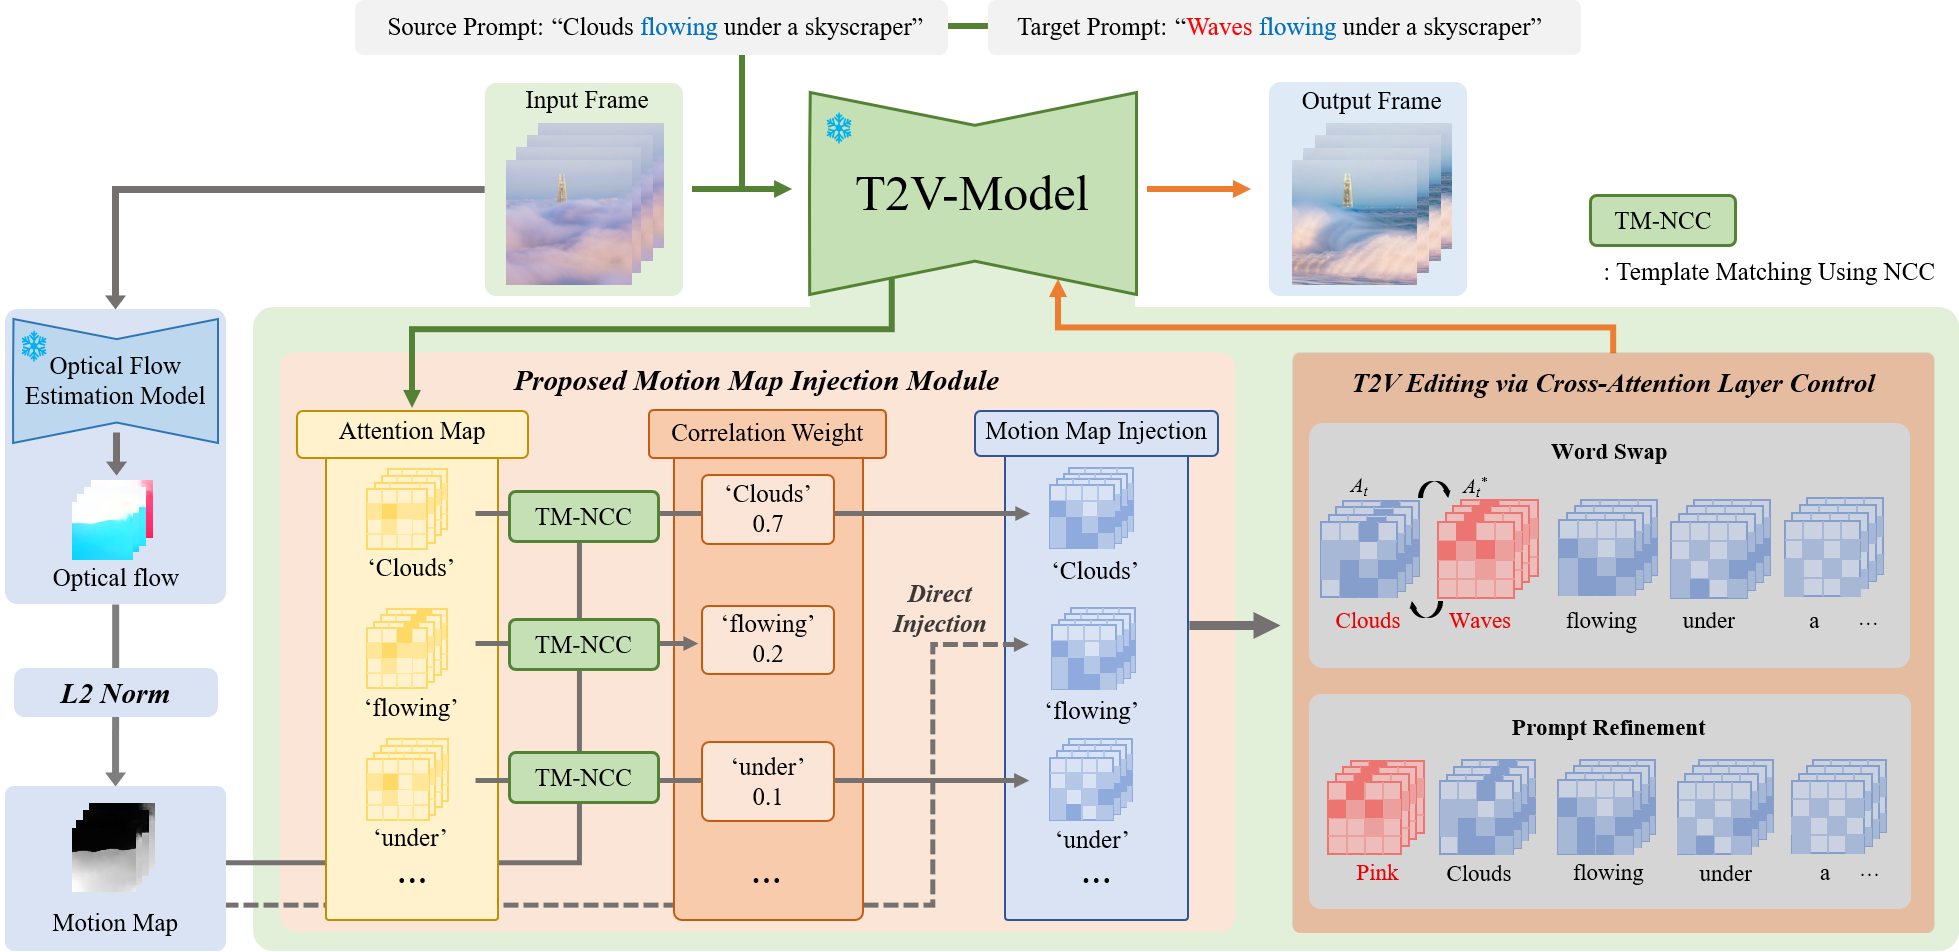 Source Prompt: “Clouds flowing under a skyscraper”
Target Prompt: “Waves flowing under a skyscraper”
Input Frame
T2V-Model
Output Frame
TM-NCC
: Template Matching Using NCC
Optical Flow
Estimation Model
Optical flow
L2 Norm
Motion Map
Proposed Motion Map Injection Module
Attention Map
Correlation Weight
Motion Map Injection
TM-NCC
‘Clouds’
0.7
‘Clouds’
‘Clouds’
TM-NCC
‘flowing’
0.2
Direct
Injection
‘flowing’
‘flowing’
TM-NCC
‘under’
0.1
‘under’
‘under’
...
...
...
T2V Editing via Cross-Attention Layer Control
Word Swap
At
At*
Clouds
Waves
flowing
under
a
...
Prompt Refinement
Pink
Clouds
flowing
under
a
...